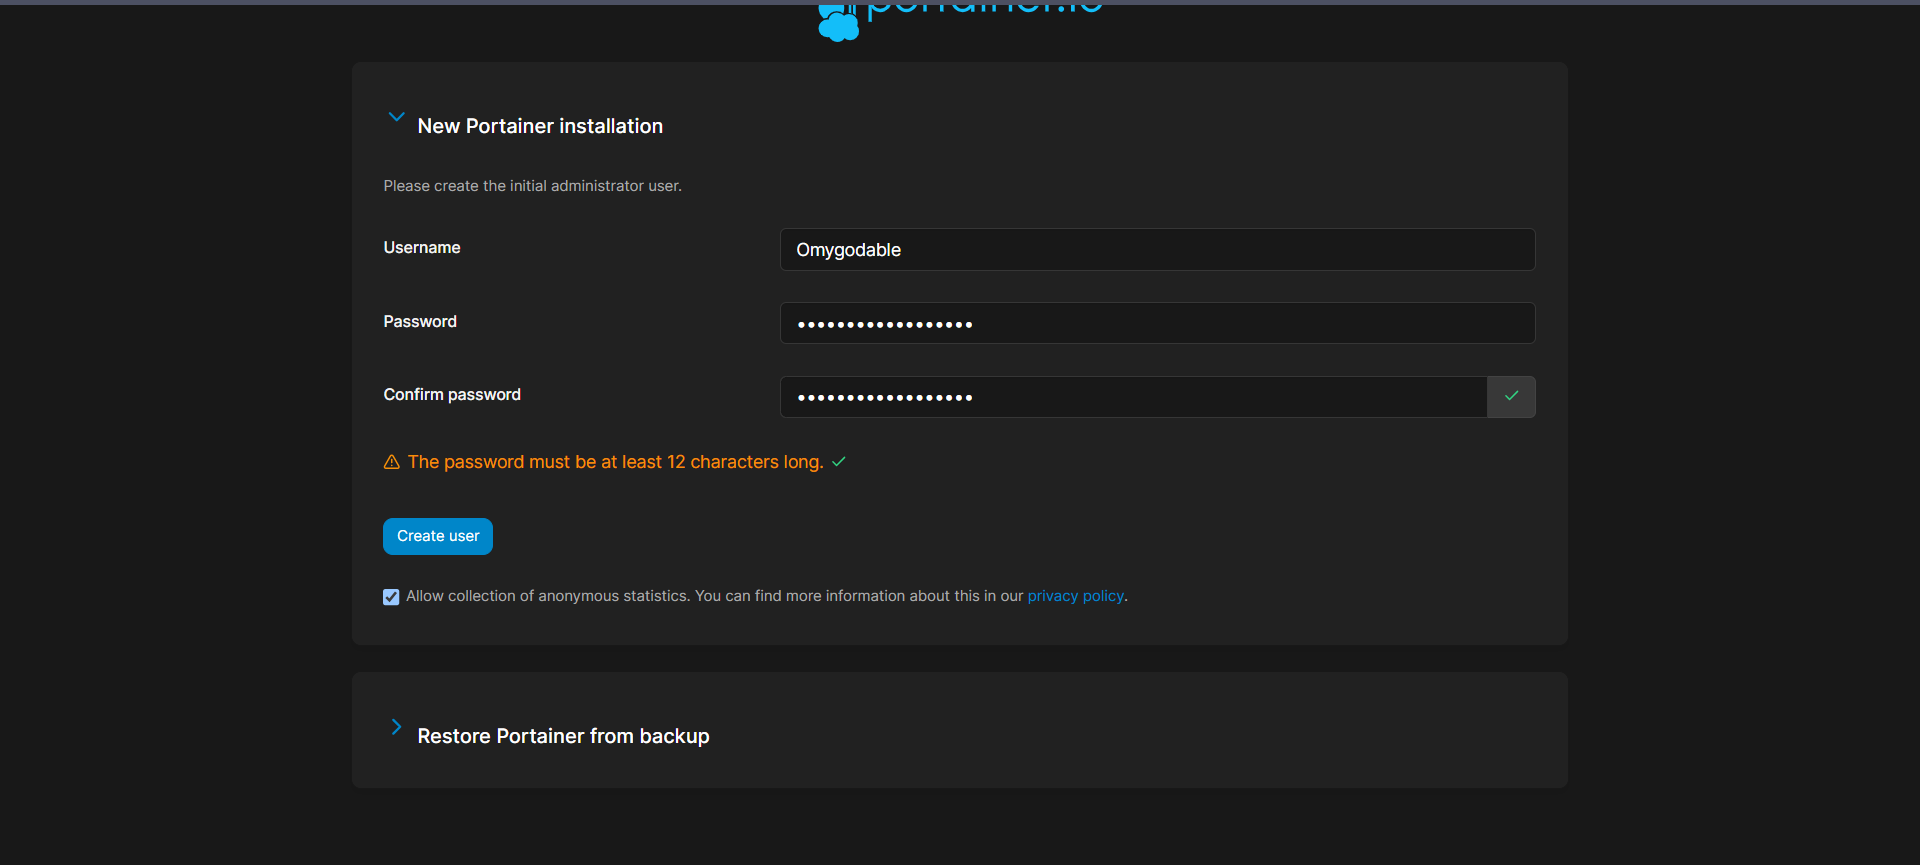 portainer.io
New Portainer installation
Please create the initial administrator user.
Username
Omygodable
Password
••••••••••••••••••
Confirm password
••••••••••••••••••
The password must be at least 12 characters long.
Create user
Allow collection of anonymous statistics. You can find more information about this in our privacy policy.
Restore Portainer from backup